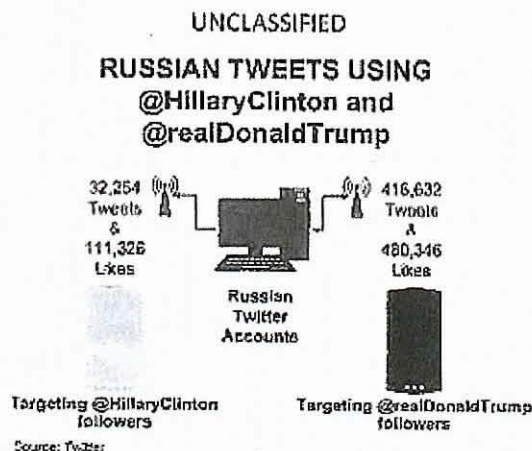 UNCLASSIFIED
RUSSIAN TWEETS USING
@HillaryClinton and
@realDonaldTrump
32,254
Tweets
&
111,326
Likes
416,632
Tweets
&
480,346
Likes
Russian
Twitter
Accounts
Targeting @HillaryClinton
followers
Targeting @realDonaldTrump
followers
Source: Twitter